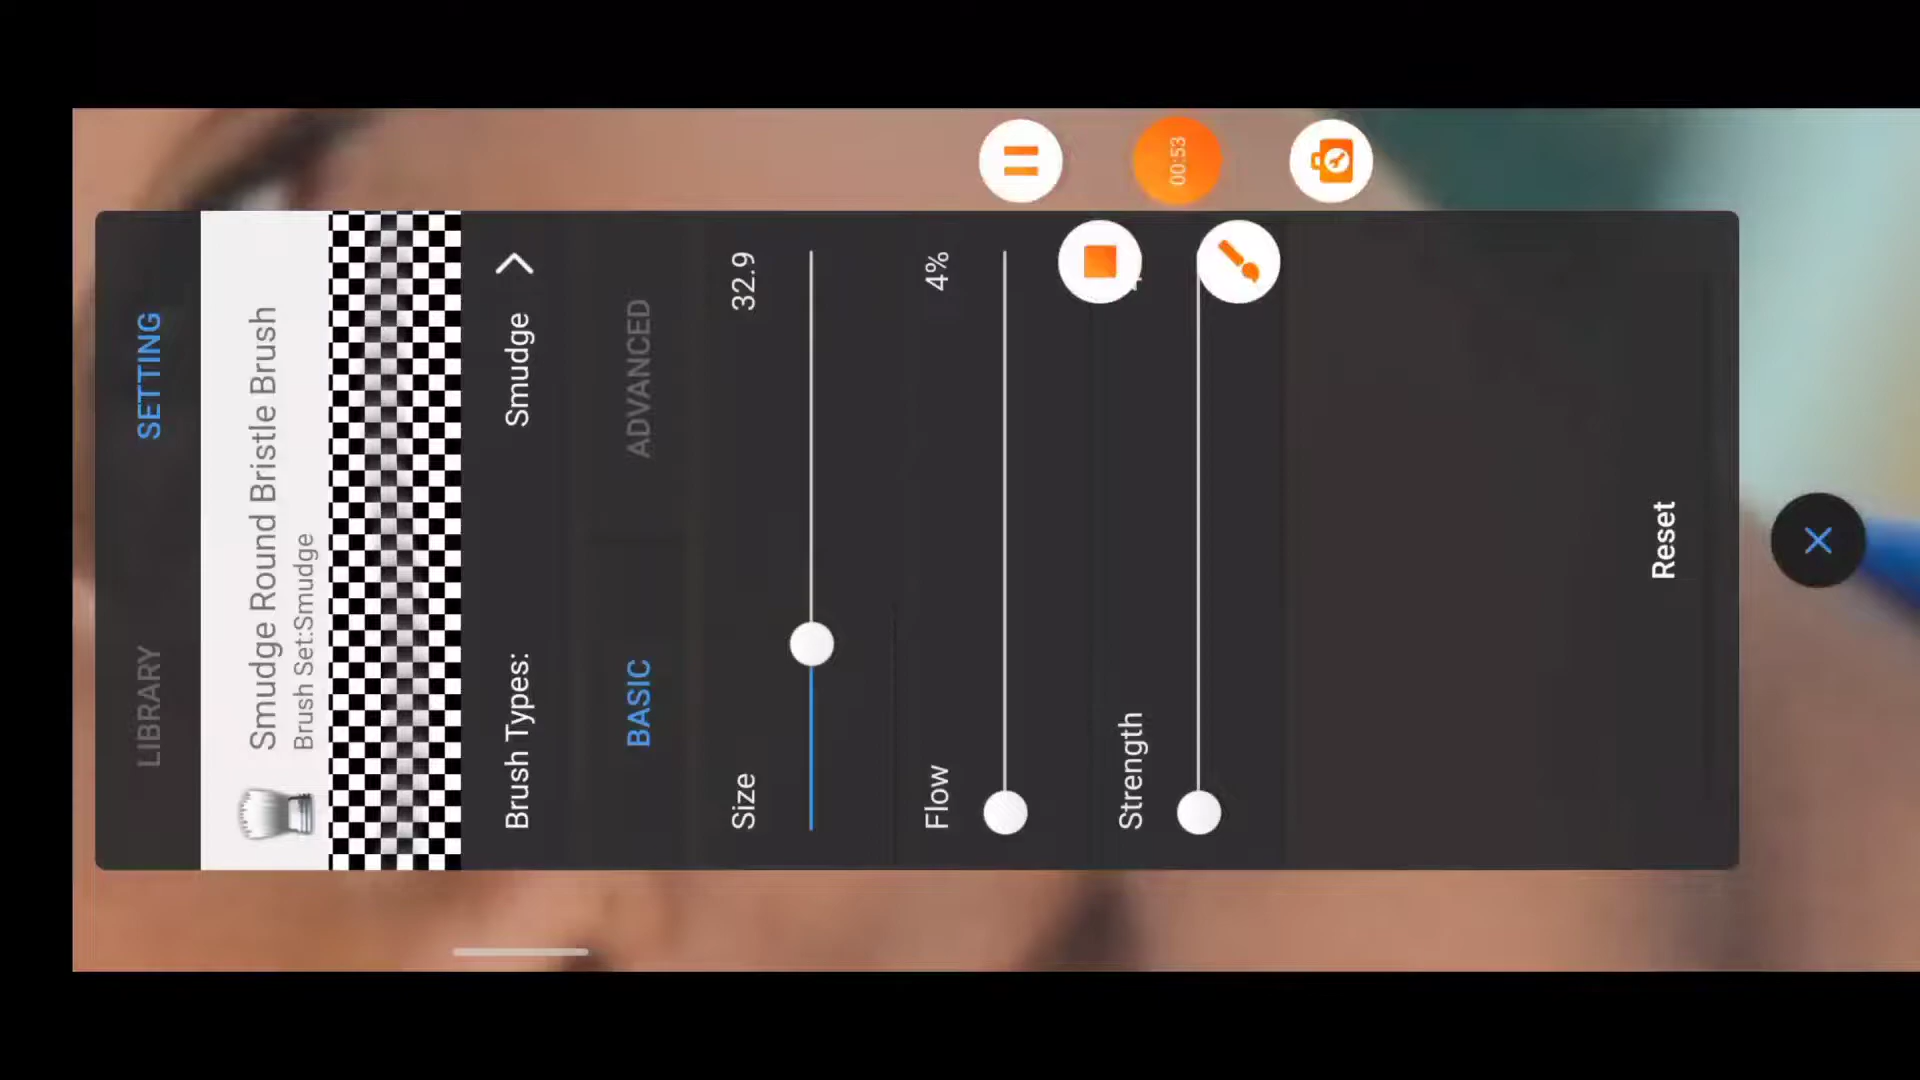 LIBRARY SETTING
Smudge Round Bristle Brush
Brush Set:Smudge
Brush Types: Smudge
BASIC ADVANCED
Size 32.9
Flow 4%
Strength
Reset
00:53